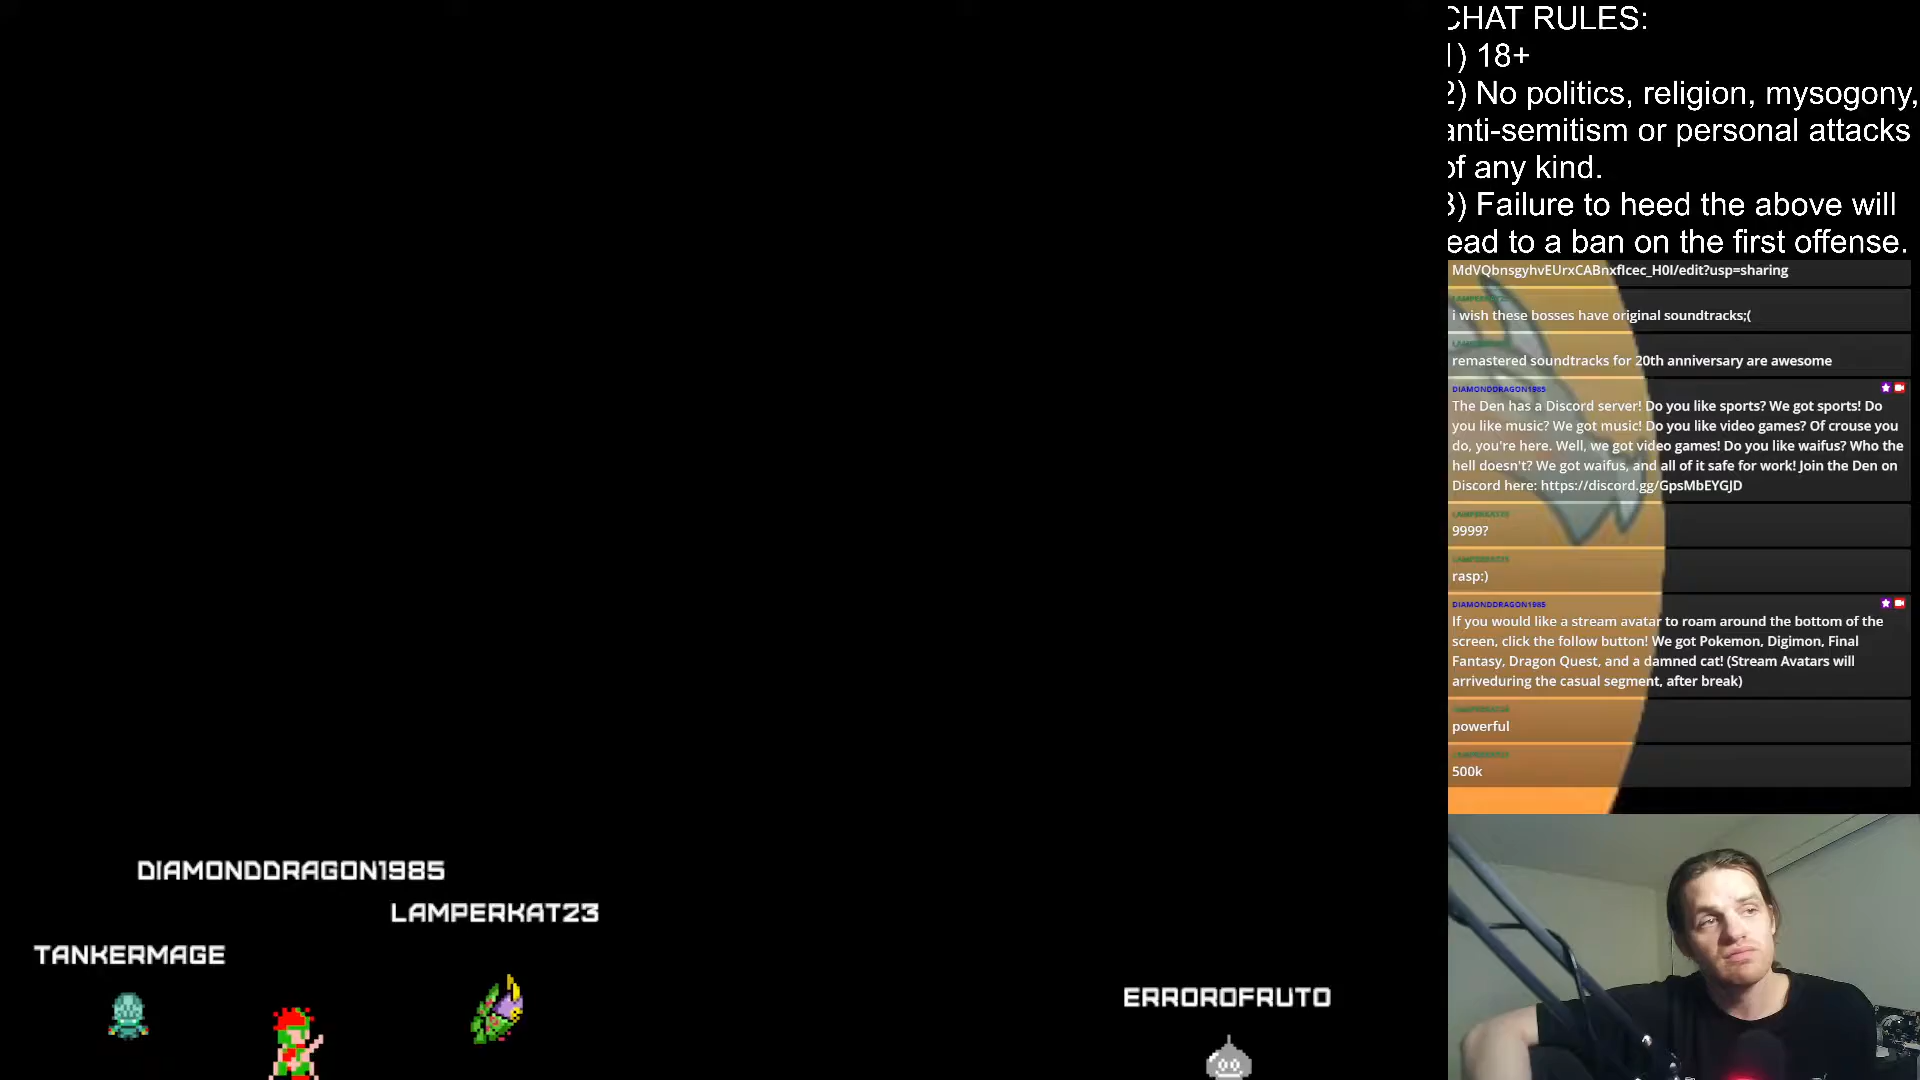 CHAT RULES:
1) 18+
2) No politics, religion, mysogony,
anti-semitism or personal attacks
of any kind.
3) Failure to heed the above will
ead to a ban on the first offense.
MdVQbnsgyhvEUrxCABnxfIcec_H0I/edit?usp=sharing
i wish these bosses have original soundtracks;(
remastered soundtracks for 20th anniversary are awesome
DIAMONDDRAGON1985
The Den has a Discord server! Do you like sports? We got sports! Do
you like music? We got music! Do you like video games? Of crouse you
do, you're here. Well, we got video games! Do you like waifus? Who the
hell doesn't? We got waifus, and all of it safe for work! Join the Den on
Discord here: https://discord.gg/GpsMbEYGJD
LAMPERKAT23
9999?
LAMPERKAT23
rasp:)
DIAMONDDRAGON1985
If you would like a stream avatar to roam around the bottom of the
screen, click the follow button! We got Pokemon, Digimon, Final
Fantasy, Dragon Quest, and a damned cat! (Stream Avatars will
arriveduring the casual segment, after break)
powerful
500k
DIAMONDDRAGON1985
LAMPERKAT23
TANKERMAGE
ERROROFRUTO